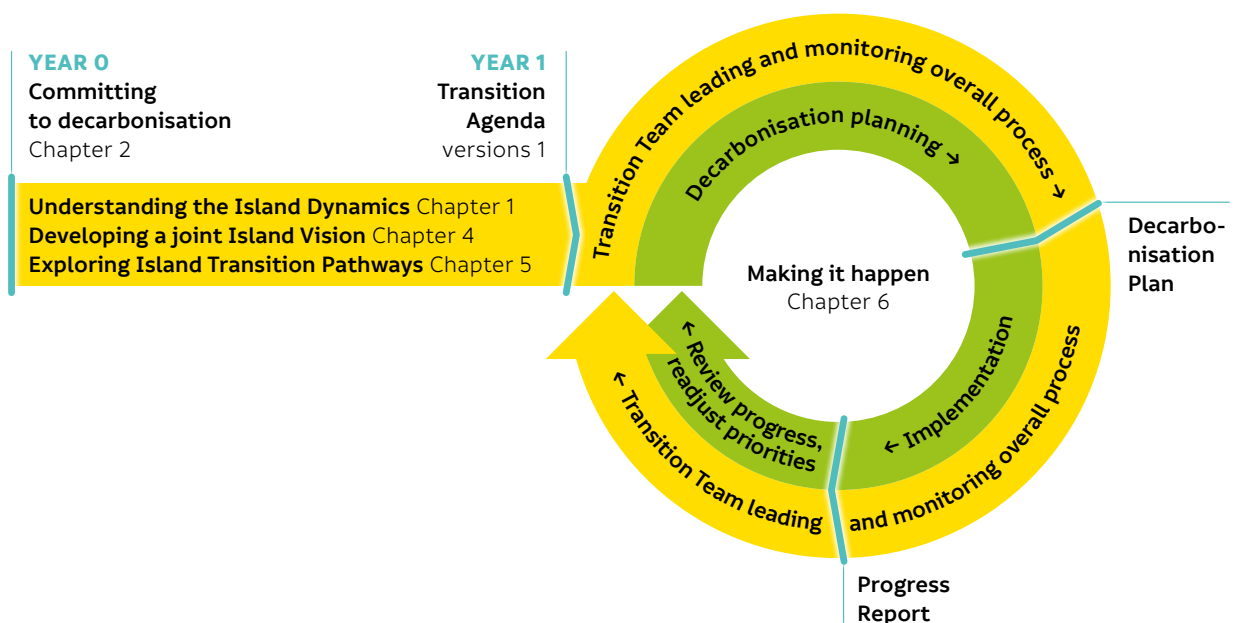 YEAR 0
Committing
to decarbonisation
Chapter 2
YEAR 1
Transition
Agenda
versions 1
Understanding the Island Dynamics Chapter 1
Developing a joint Island Vision Chapter 4
Exploring Island Transition Pathways Chapter 5
Transition Team leading and monitoring overall process →
Decarbonisation planning →
Making it happen
Chapter 6
Decarbo-
nisation
Plan
← Implementation
← Review progress,
readjust priorities
← Transition Team leading and monitoring overall process
Progress
Report